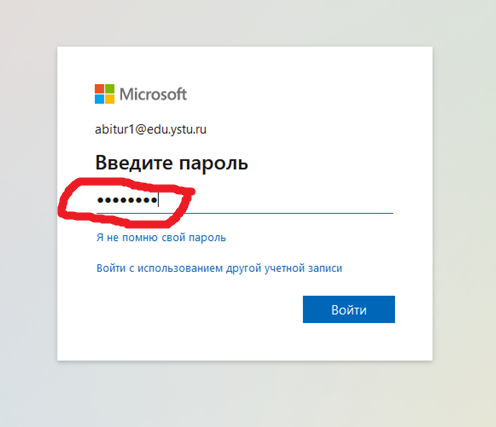 Microsoft
abitur1@edu.ystu.ru
Введите пароль
••••••••
Я не помню свой пароль
Войти с использованием другой учетной записи
Войти